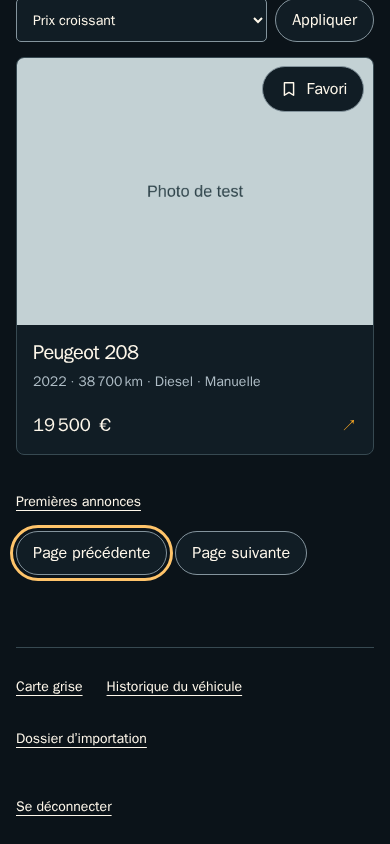 Prix croissant
Appliquer
Favori
Photo de test
Peugeot 208
2022 · 38 700 km · Diesel · Manuelle
19 500 €
Premières annonces
Page précédente
Page suivante
Carte grise
Historique du véhicule
Dossier d'importation
Se déconnecter